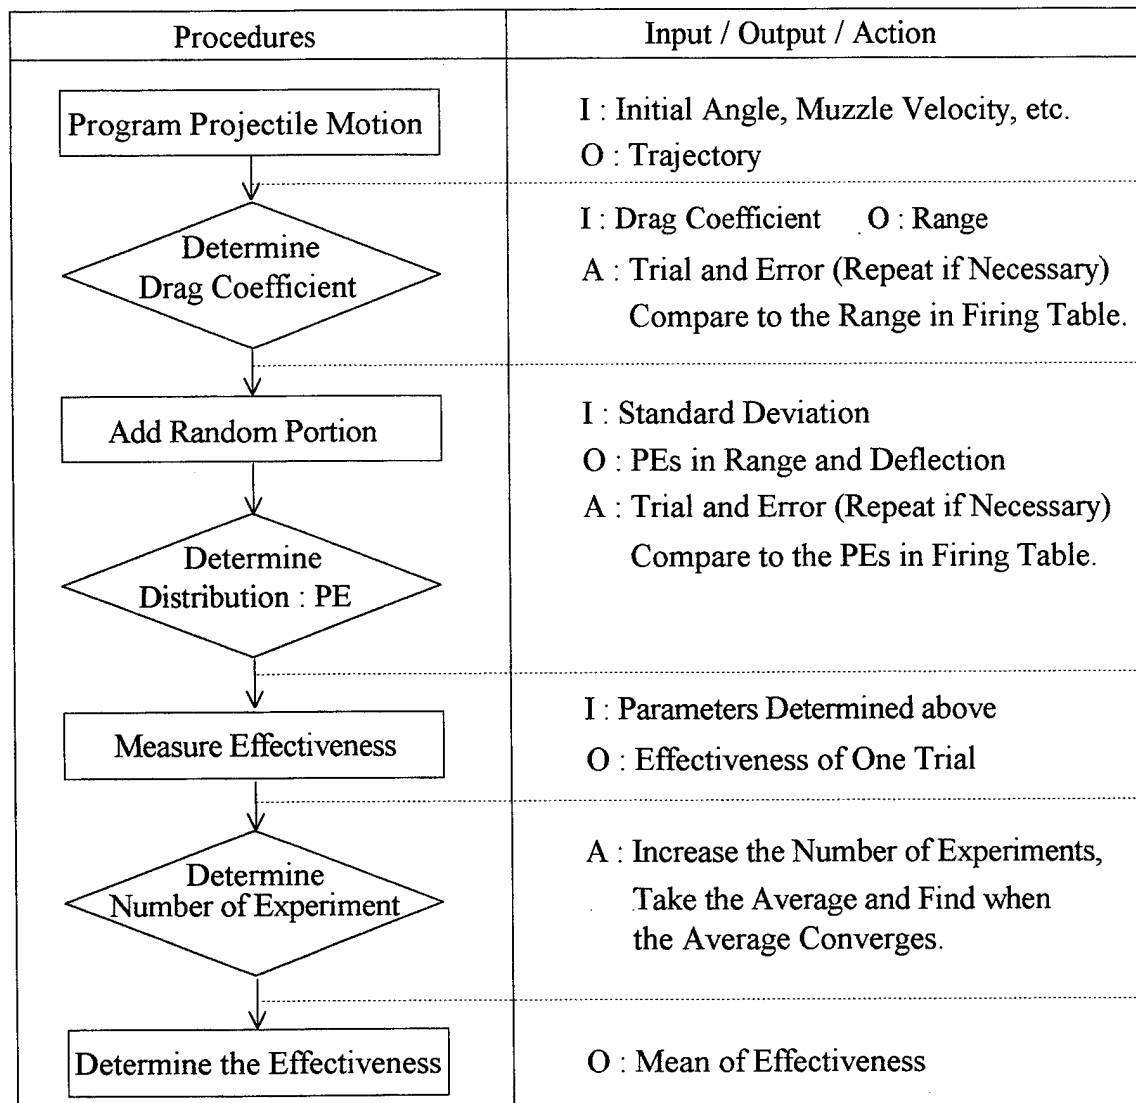 Procedures
Input / Output / Action
Program Projectile Motion
I : Initial Angle, Muzzle Velocity, etc.
O : Trajectory
Determine
Drag Coefficient
I : Drag Coefficient O : Range
A : Trial and Error (Repeat if Necessary)
Compare to the Range in Firing Table.
Add Random Portion
I : Standard Deviation
O : PEs in Range and Deflection
A : Trial and Error (Repeat if Necessary)
Compare to the PEs in Firing Table.
Determine
Distribution : PE
Measure Effectiveness
I : Parameters Determined above
O : Effectiveness of One Trial
Determine
Number of Experiment
A : Increase the Number of Experiments,
Take the Average and Find when
the Average Converges.
Determine the Effectiveness
O : Mean of Effectiveness